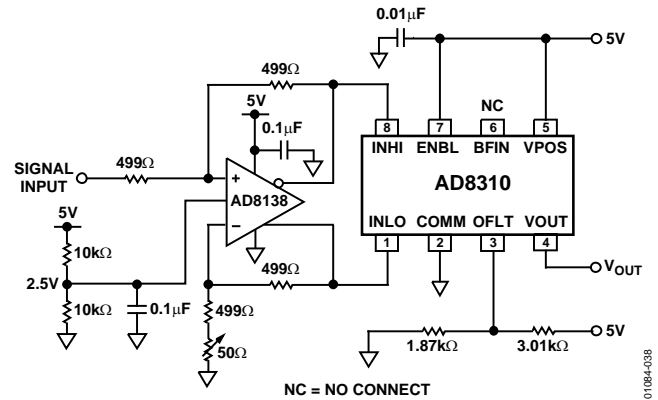 0.01µF
5V
499Ω
5V
NC
0.1µF
8 7 6 5
INHI ENBL BFIN VPOS
SIGNAL
INPUT
499Ω
+
AD8138
−
AD8310
5V
INLO COMM OFLT VOUT
1 2 3 4
10kΩ
2.5V
499Ω
VOUT
10kΩ
0.1µF
499Ω
5V
50Ω
1.87kΩ
3.01kΩ
NC = NO CONNECT
01084-038